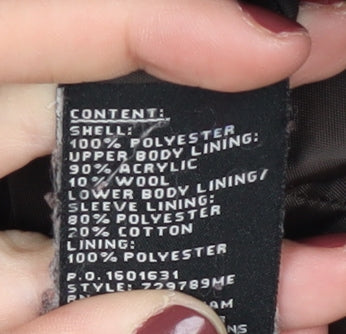 CONTENT:
SHELL:
100% POLYESTER
UPPER BODY LINING:
90% ACRYLIC
10% WOOL
LOWER BODY LINING/
SLEEVE LINING:
80% POLYESTER
20% COTTON
LINING:
100% POLYESTER
P.O. 1601631
STYLE: Z29789ME